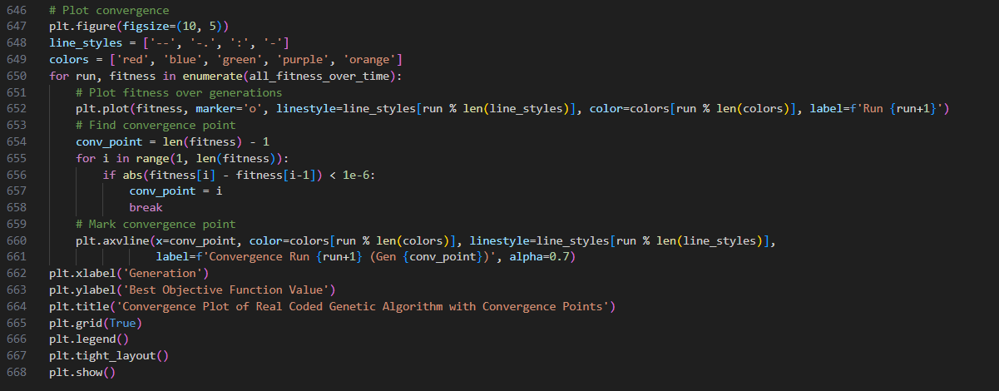 646 # Plot convergence
647 plt.figure(figsize=(10, 5))
648 line_styles = ['--', '-.', ':', '-']
649 colors = ['red', 'blue', 'green', 'purple', 'orange']
650 for run, fitness in enumerate(all_fitness_over_time):
651     # Plot fitness over generations
652     plt.plot(fitness, marker='o', linestyle=line_styles[run % len(line_styles)], color=colors[run % len(colors)], label=f'Run {run+1}')
653     # Find convergence point
654     conv_point = len(fitness) - 1
655     for i in range(1, len(fitness)):
656         if abs(fitness[i] - fitness[i-1]) < 1e-6:
657             conv_point = i
658             break
659     # Mark convergence point
660     plt.axvline(x=conv_point, color=colors[run % len(colors)], linestyle=line_styles[run % len(line_styles)],
661                 label=f'Convergence Run {run+1} (Gen {conv_point})', alpha=0.7)
662 plt.xlabel('Generation')
663 plt.ylabel('Best Objective Function Value')
664 plt.title('Convergence Plot of Real Coded Genetic Algorithm with Convergence Points')
665 plt.grid(True)
666 plt.legend()
667 plt.tight_layout()
668 plt.show()